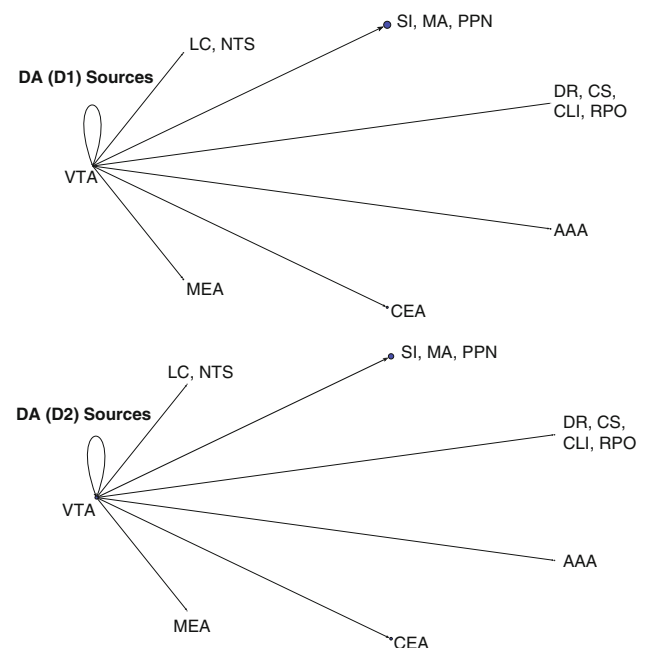 SI, MA, PPN
LC, NTS
DA (D1) Sources
DR, CS,
CLI, RPO
VTA
AAA
MEA
CEA
SI, MA, PPN
LC, NTS
DA (D2) Sources
DR, CS,
CLI, RPO
VTA
AAA
MEA
CEA